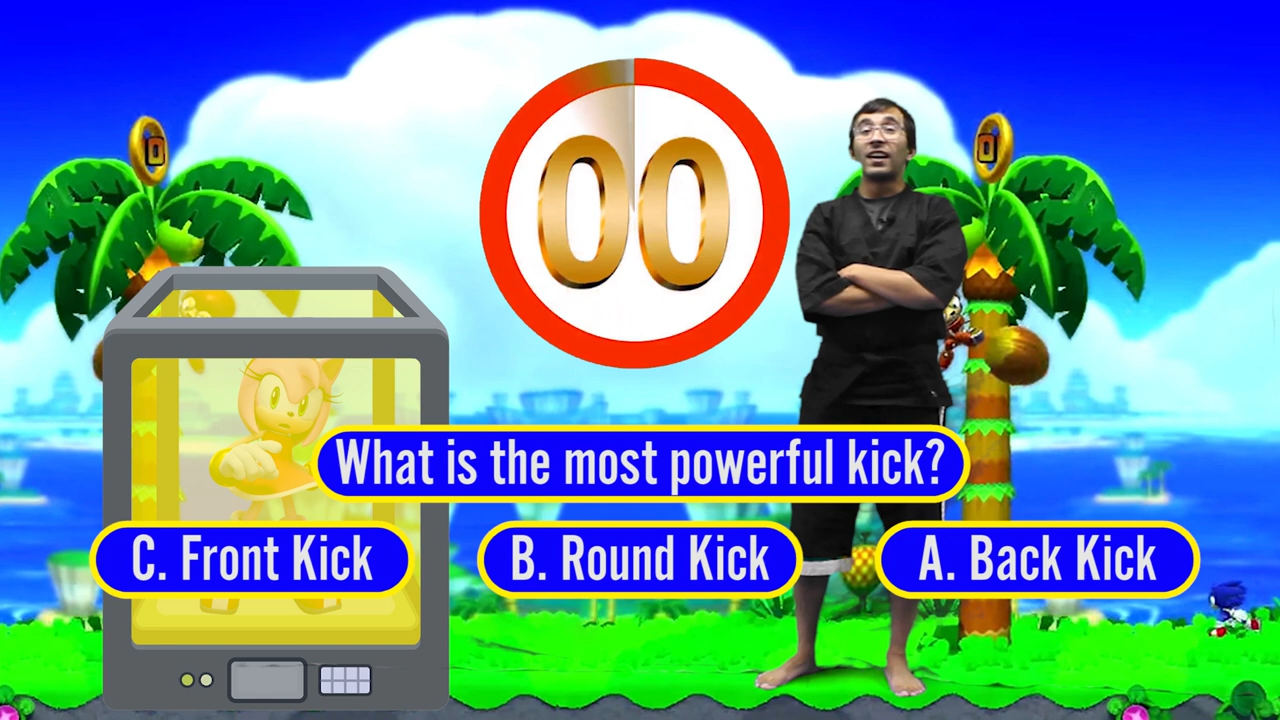 00
What is the most powerful kick?
C. Front Kick
B. Round Kick
A. Back Kick